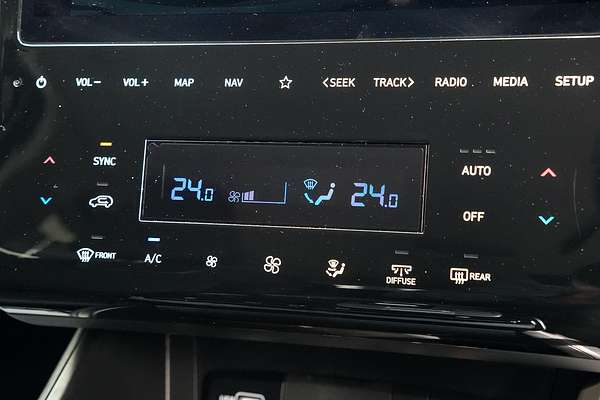 VOL− VOL+ MAP NAV <SEEK TRACK> RADIO MEDIA SETUP
SYNC AUTO
24.0 24.0
OFF
FRONT A/C DIFFUSE REAR